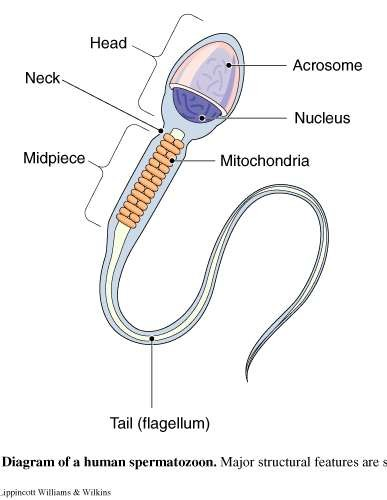 Head
Acrosome
Neck
Nucleus
Midpiece
Mitochondria
Tail (flagellum)
Diagram of a human spermatozoon. Major structural features are s
Lippincott Williams & Wilkins